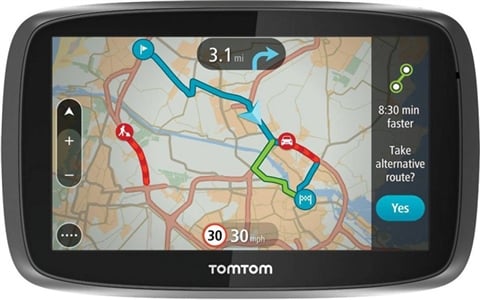 3.1 mi
8:30 min
faster
Take
alternative
route?
Yes
30 30 mph
TOMTOM